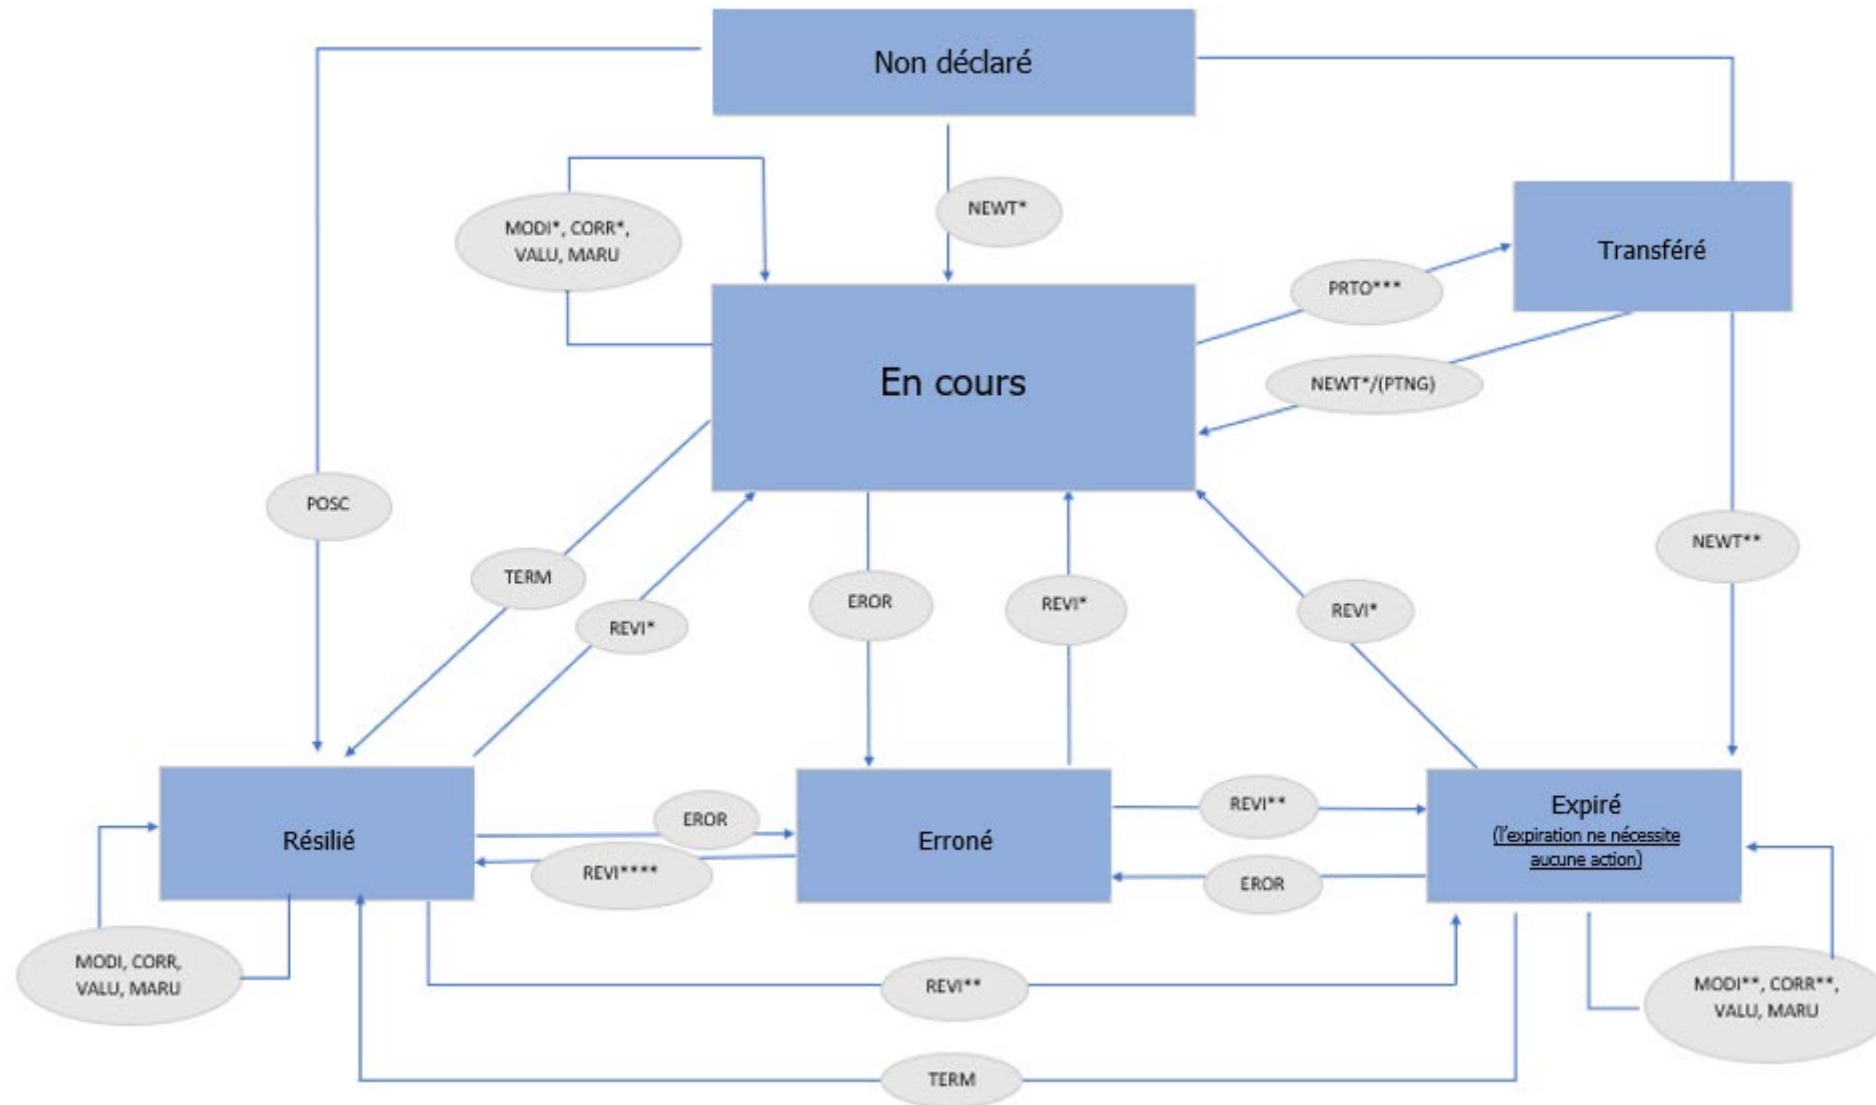 Non déclaré
NEWT*
MODI*, CORR*,
VALU, MARU
Transféré
PRTO***
En cours
NEWT*/(PTNG)
POSC
NEWT**
TERM
EROR
REVI*
REVI*
REVI*
Résilié
EROR
REVI****
Erroné
REVI**
EROR
Expiré
(l'expiration ne nécessite
aucune action)
MODI, CORR,
VALU, MARU
REVI**
MODI**, CORR**,
VALU, MARU
TERM